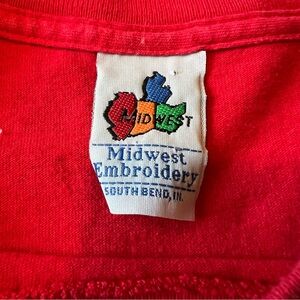 MIDWEST
Midwest
Embroidery
SOUTH BEND, IN.